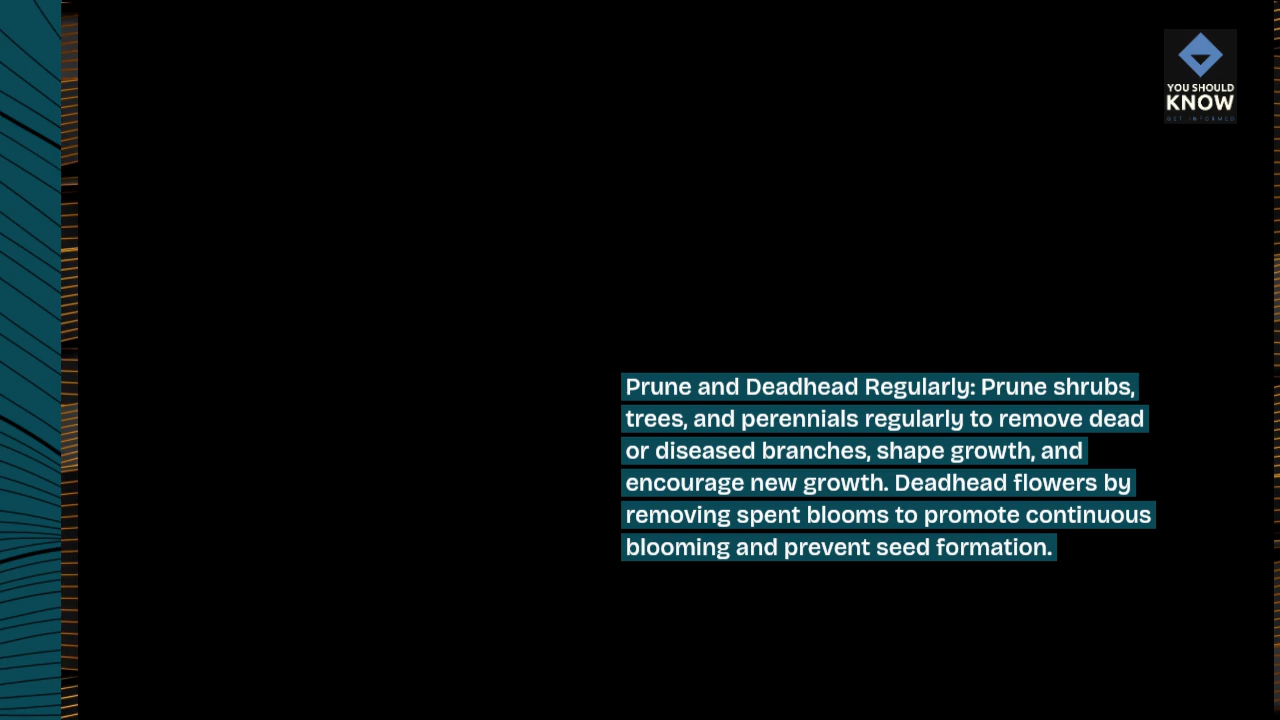 YOU SHOULD
KNOW
GET INFORMED
Prune and Deadhead Regularly: Prune shrubs,
trees, and perennials regularly to remove dead
or diseased branches, shape growth, and
encourage new growth. Deadhead flowers by
removing spent blooms to promote continuous
blooming and prevent seed formation.